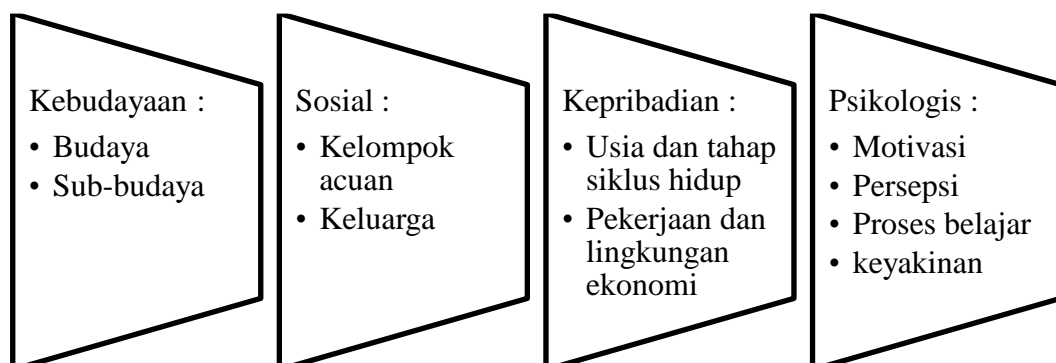 Kebudayaan :
• Budaya
• Sub-budaya
Sosial :
• Kelompok
acuan
• Keluarga
Kepribadian :
• Usia dan tahap
siklus hidup
• Pekerjaan dan
lingkungan
ekonomi
Psikologis :
• Motivasi
• Persepsi
• Proses belajar
• keyakinan